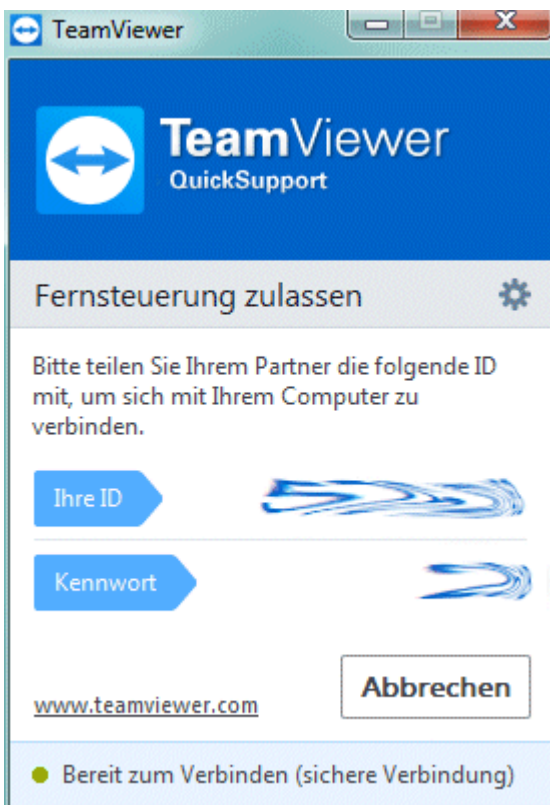 TeamViewer
TeamViewer
QuickSupport
Fernsteuerung zulassen
Bitte teilen Sie Ihrem Partner die folgende ID
mit, um sich mit Ihrem Computer zu
verbinden.
Ihre ID
Kennwort
www.teamviewer.com
Abbrechen
Bereit zum Verbinden (sichere Verbindung)